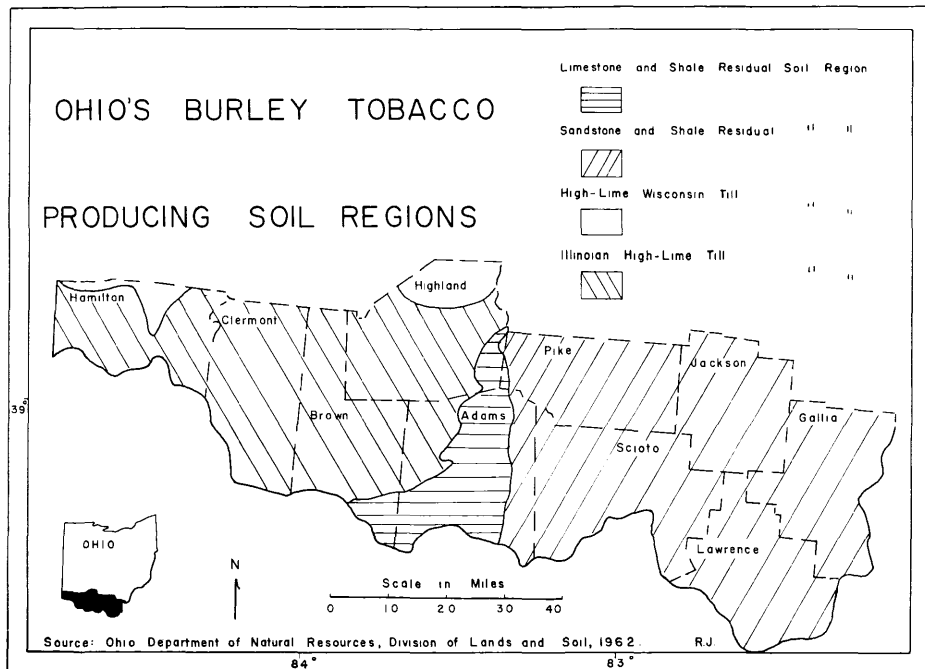 OHIO'S BURLEY TOBACCO
PRODUCING SOIL REGIONS
Limestone and Shale Residual Soil Region
Sandstone and Shale Residual " "
High-Lime Wisconsin Till " "
Illinoian High-Lime Till " "
Highland
Hamilton
Clermont
Pike
Jackson
39°
Brown
Adams
Gallia
Scioto
OHIO
Lawrence
N
Scale in Miles
0 10 20 30 40
Source: Ohio Department of Natural Resources, Division of Lands and Soil, 1962. R.J.
84° 83°